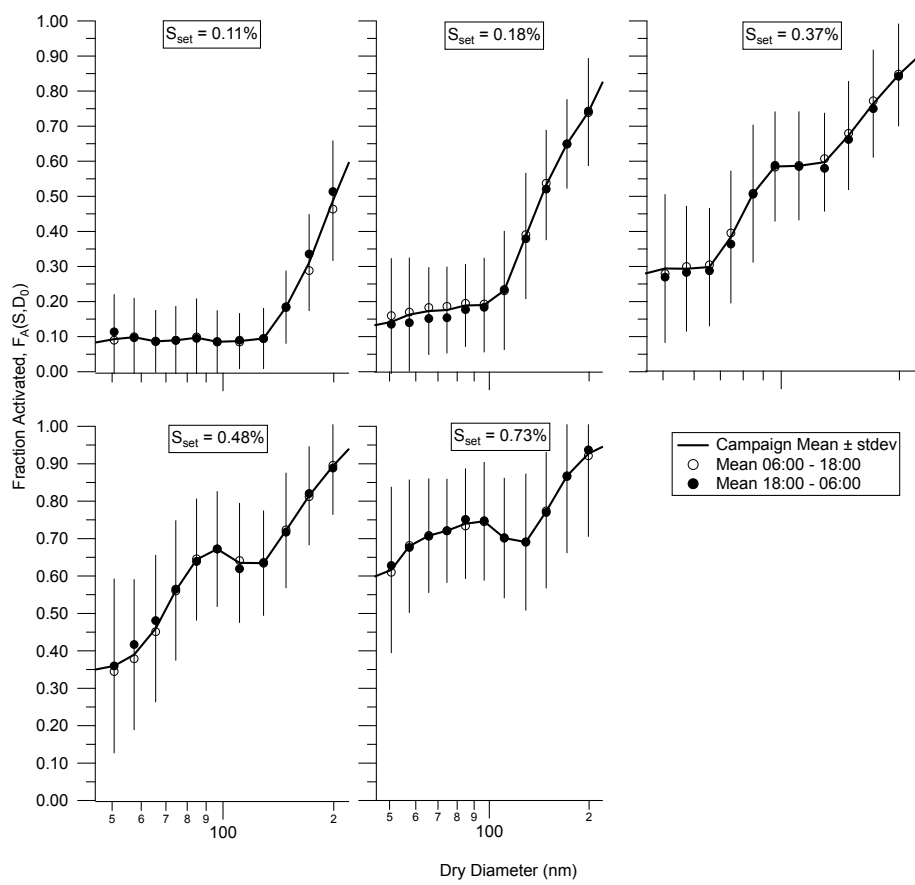 S_set = 0.11%
S_set = 0.18%
S_set = 0.37%
1.00
0.90
0.80
0.70
0.60
0.50
0.40
0.30
0.20
0.10
0.00
Fraction Activated, F_A(S,D_0)
S_set = 0.48%
S_set = 0.73%
1.00
0.90
0.80
0.70
0.60
0.50
0.40
0.30
0.20
0.10
0.00
Campaign Mean ± stdev
Mean 06:00 - 18:00
Mean 18:00 - 06:00
5 6 7 8 9 2
100
5 6 7 8 9 2
100
Dry Diameter (nm)